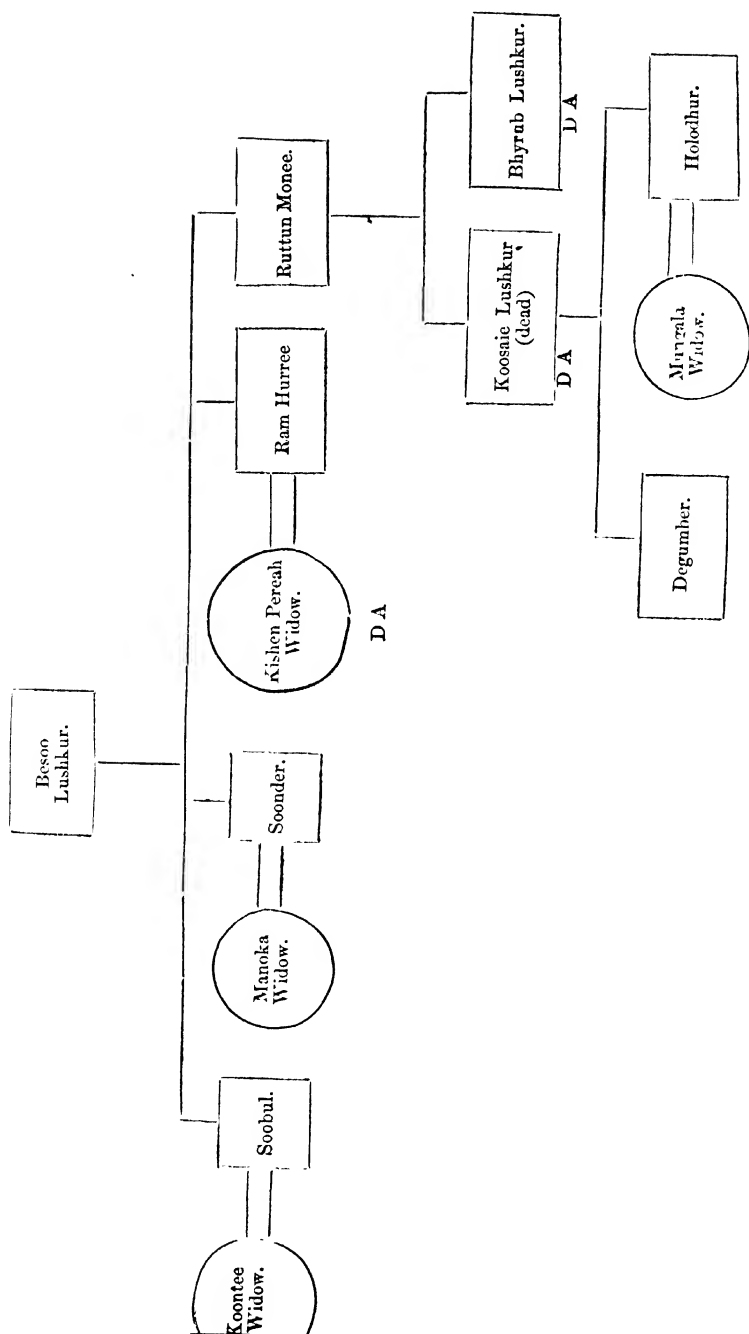 Besoo
Lushkur.
Koontee
Widow.
Soobul.
Manoka
Widow.
Soonder.
Kishen Pereah
Widow.
D A
Ram Hurree
Ruttun Monee.
Koosaie Lushkur
(dead)
D A
Bhyrub Lushkur.
D A
Degumber.
Mungala
Widow.
Holodhur.